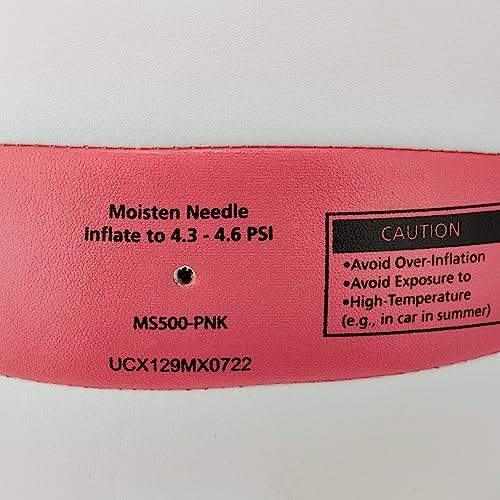 Moisten Needle
Inflate to 4.3 - 4.6 PSI
MS500-PNK
UCX129MX0722
CAUTION
•Avoid Over-Inflation
•Avoid Exposure to
•High-Temperature
(e.g., in car in summer)